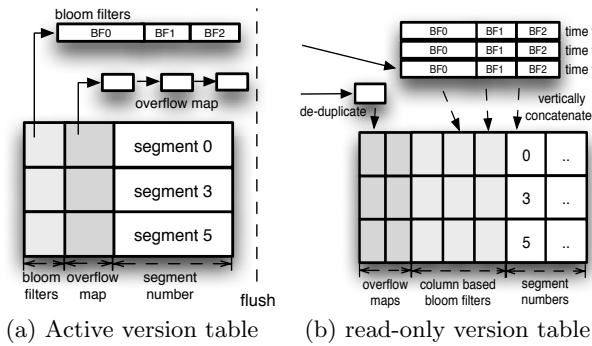 bloom filters
BF0 BF1 BF2
overflow map
segment 0
segment 3
segment 5
bloom filters
overflow map
segment number
flush
(a) Active version table
BF0 BF1 BF2 time
BF0 BF1 BF2 time
BF0 BF1 BF2 time
de-duplicate
vertically
concatenate
0 ..
3 ..
5 ..
overflow maps
column based bloom filters
segment numbers
(b) read-only version table